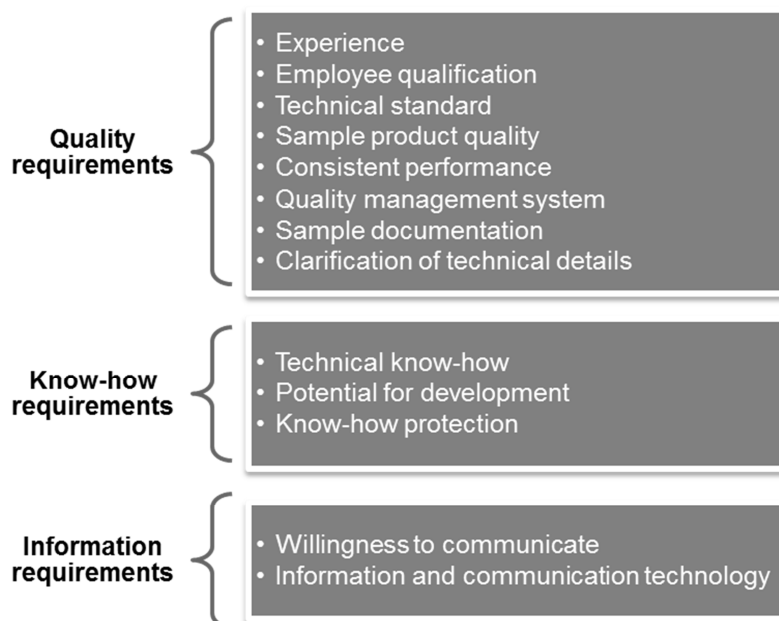 Quality
requirements
• Experience
• Employee qualification
• Technical standard
• Sample product quality
• Consistent performance
• Quality management system
• Sample documentation
• Clarification of technical details
Know-how
requirements
• Technical know-how
• Potential for development
• Know-how protection
Information
requirements
• Willingness to communicate
• Information and communication technology